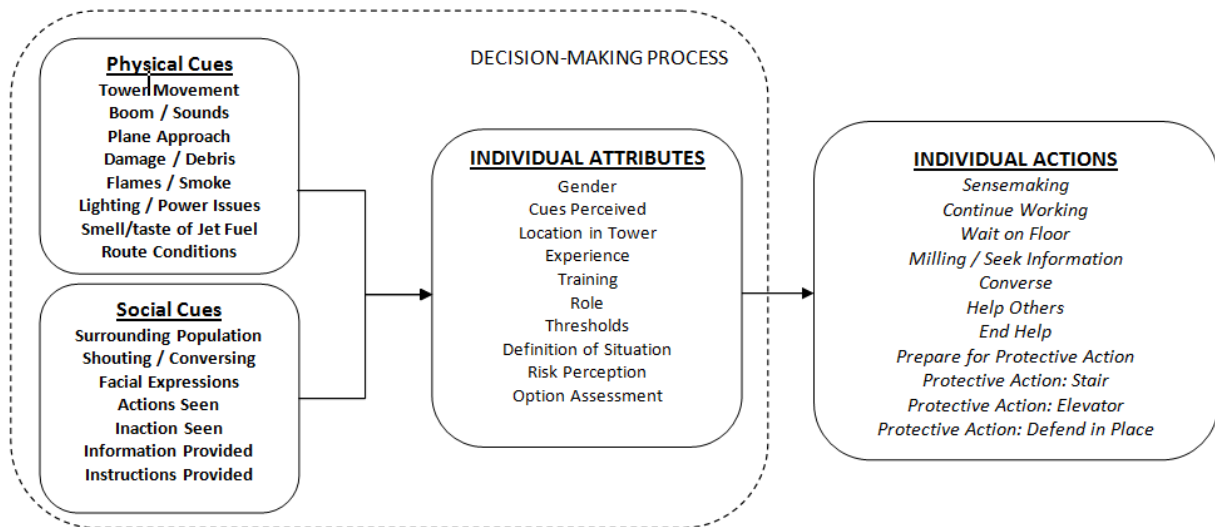 DECISION-MAKING PROCESS
Physical Cues
Tower Movement
Boom / Sounds
Plane Approach
Damage / Debris
Flames / Smoke
Lighting / Power Issues
Smell/taste of Jet Fuel
Route Conditions
Social Cues
Surrounding Population
Shouting / Conversing
Facial Expressions
Actions Seen
Inaction Seen
Information Provided
Instructions Provided
INDIVIDUAL ATTRIBUTES
Gender
Cues Perceived
Location in Tower
Experience
Training
Role
Thresholds
Definition of Situation
Risk Perception
Option Assessment
INDIVIDUAL ACTIONS
Sensemaking
Continue Working
Wait on Floor
Milling / Seek Information
Converse
Help Others
End Help
Prepare for Protective Action
Protective Action: Stair
Protective Action: Elevator
Protective Action: Defend in Place